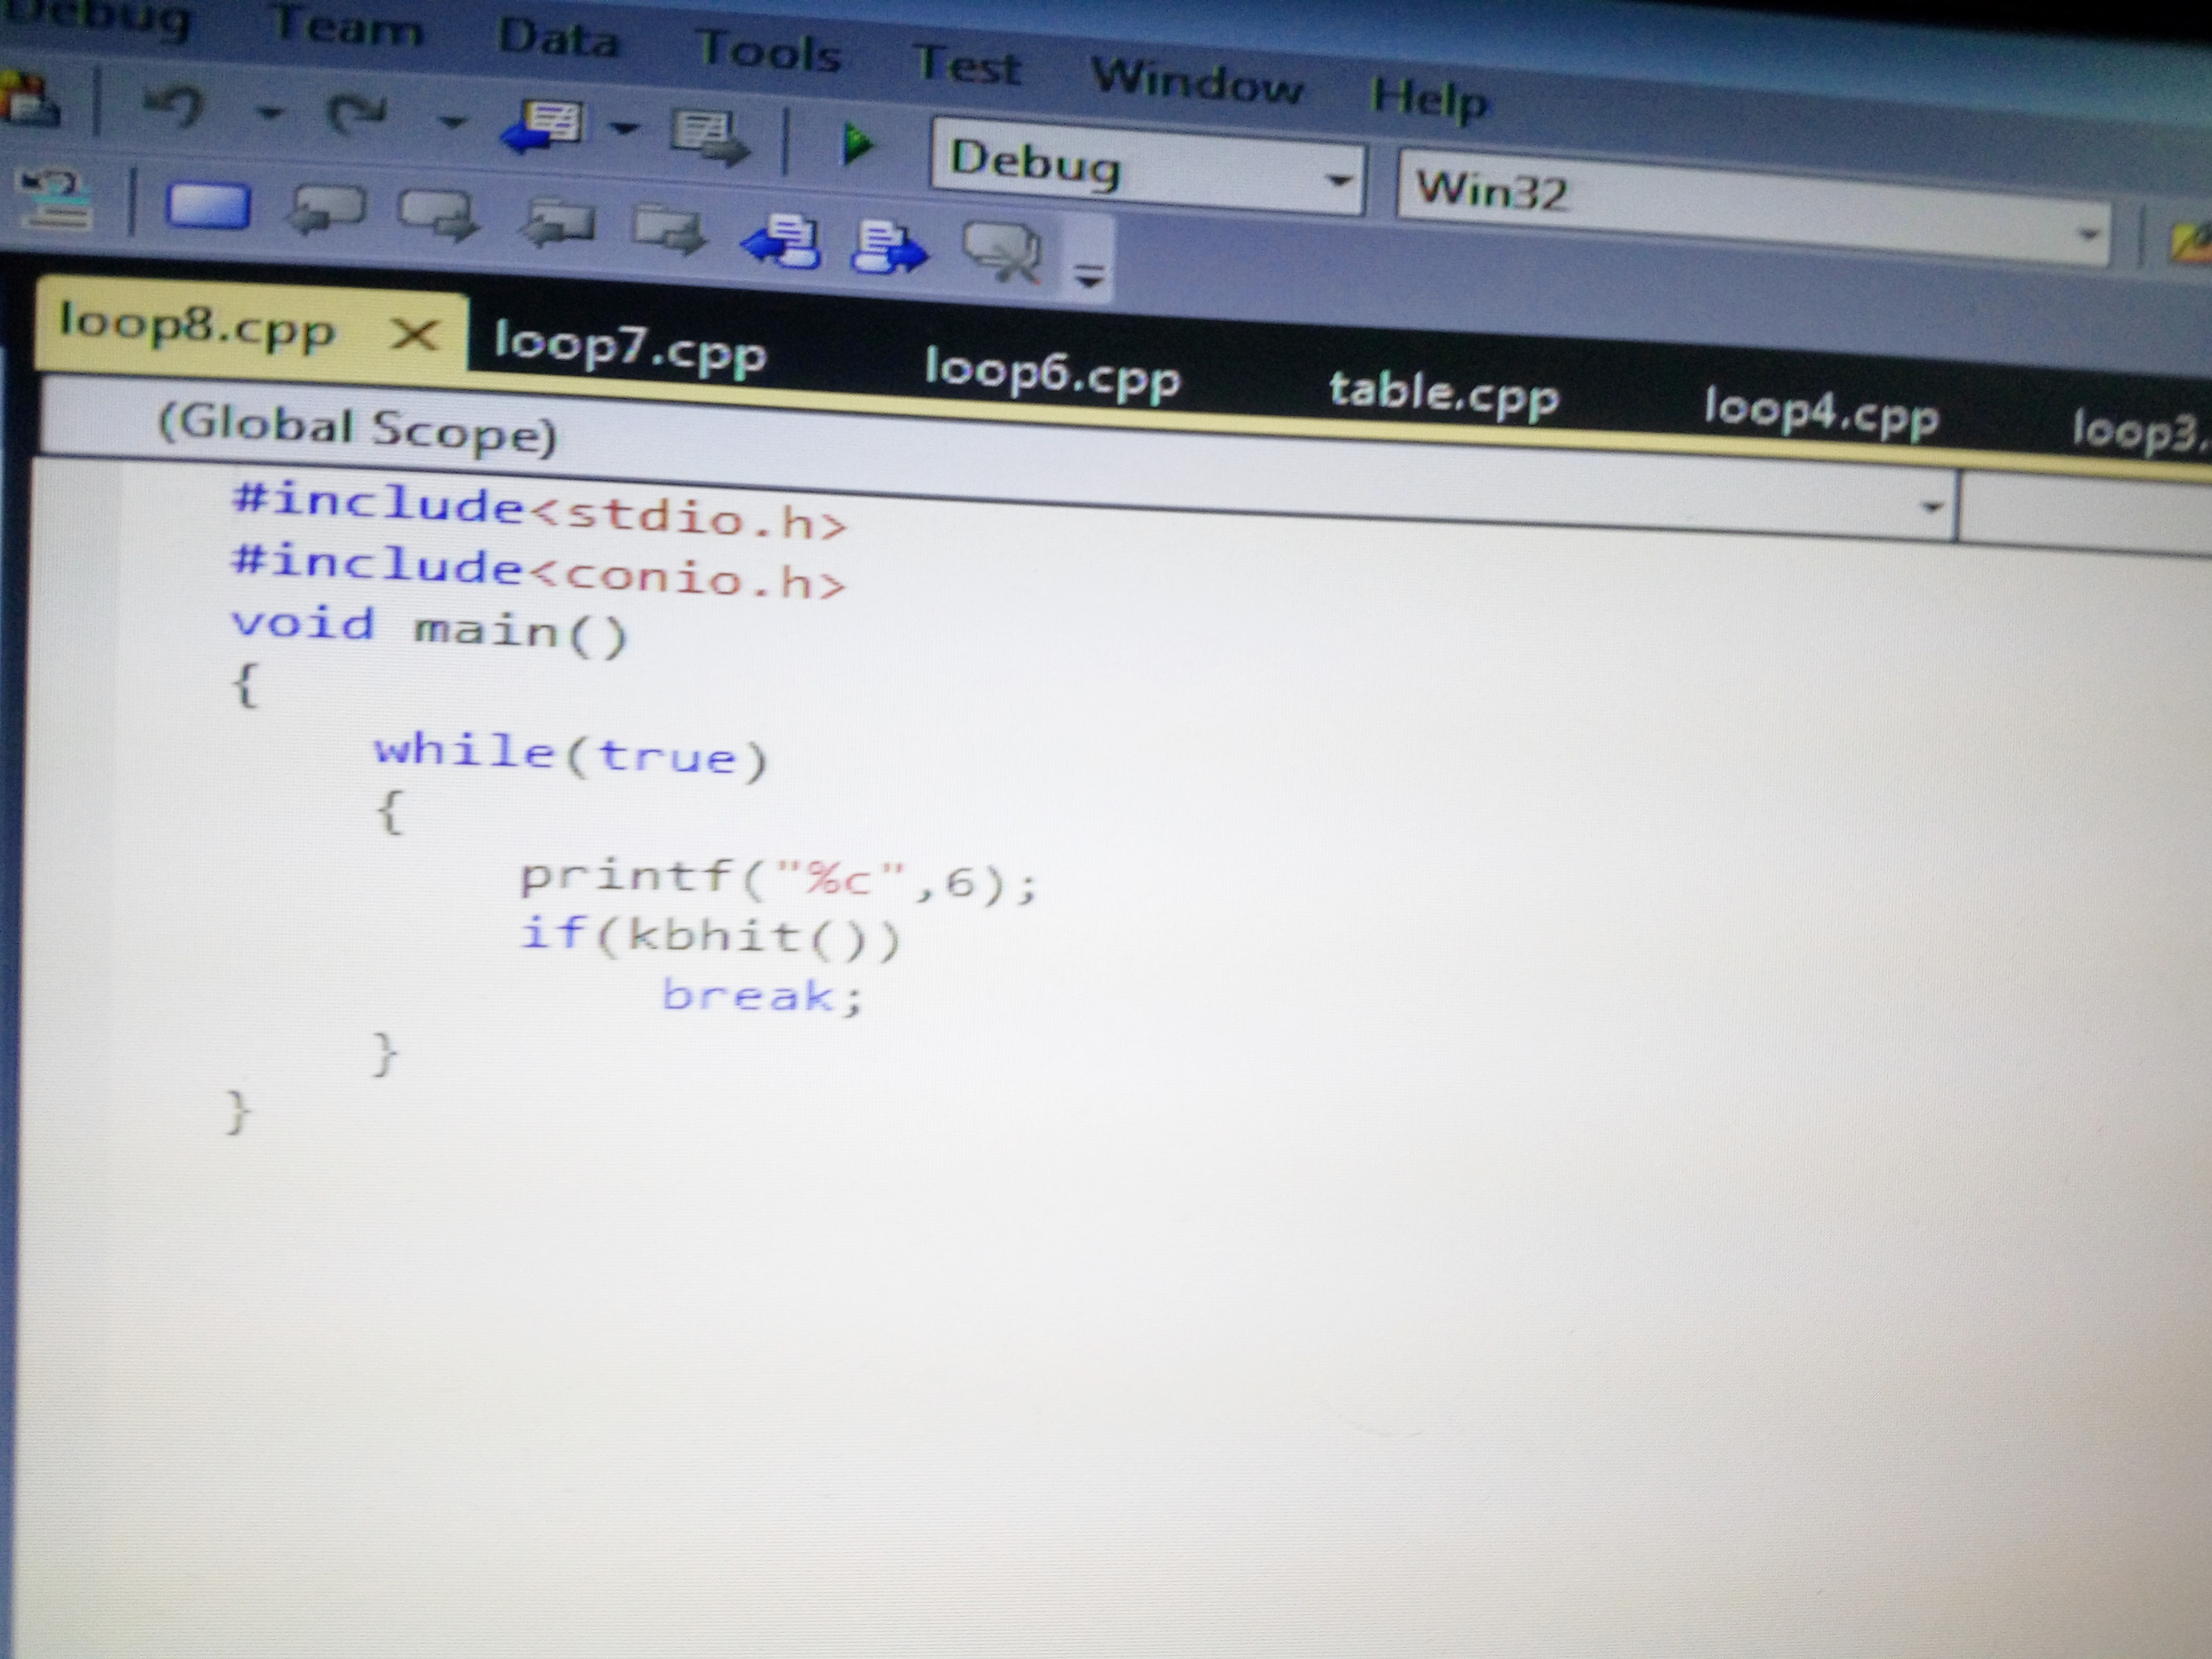 Debug Team Data Tools Test Window Help
Debug Win32
loop8.cpp X loop7.cpp loop6.cpp table.cpp loop4.cpp loop3.
(Global Scope)
#include<stdio.h>
#include<conio.h>
void main()
{
while(true)
{
printf("%c",6);
if(kbhit())
break;
}
}